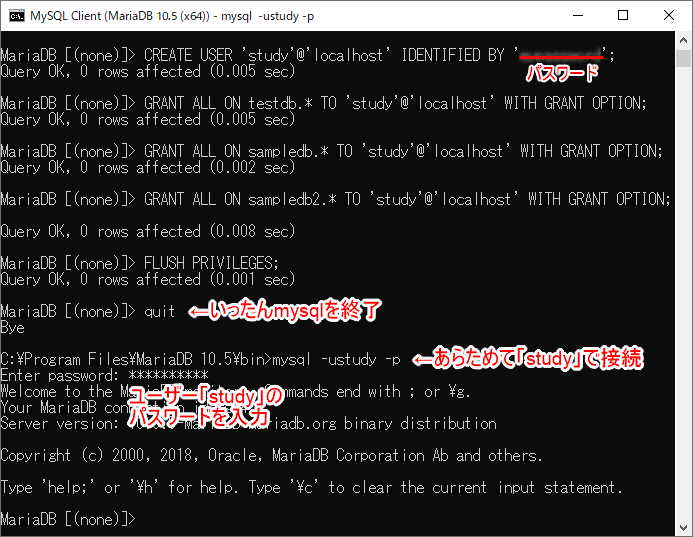 MySQL Client (MariaDB 10.5 (x64)) - mysql -ustudy -p
MariaDB [(none)]> CREATE USER 'study'@'localhost' IDENTIFIED BY '';
パスワード
Query OK, 0 rows affected (0.005 sec)
MariaDB [(none)]> GRANT ALL ON testdb.* TO 'study'@'localhost' WITH GRANT OPTION;
Query OK, 0 rows affected (0.005 sec)
MariaDB [(none)]> GRANT ALL ON sampledb.* TO 'study'@'localhost' WITH GRANT OPTION;
Query OK, 0 rows affected (0.002 sec)
MariaDB [(none)]> GRANT ALL ON sampledb2.* TO 'study'@'localhost' WITH GRANT OPTION;
Query OK, 0 rows affected (0.008 sec)
MariaDB [(none)]> FLUSH PRIVILEGES;
Query OK, 0 rows affected (0.001 sec)
MariaDB [(none)]> quit ←いったんmysqlを終了
Bye
C:¥Program Files¥MariaDB 10.5¥bin>mysql -ustudy -p ←あらためて「study」で接続
Enter password: **********
Welcome to the commands end with ; or ¥g.
ユーザー「study」の
Your MariaDB
パスワードを入力
Server version: mariadb.org binary distribution
Copyright (c) 2000, 2018, Oracle, MariaDB Corporation Ab and others.
Type 'help;' or '¥h' for help. Type '¥c' to clear the current input statement.
MariaDB [(none)]>